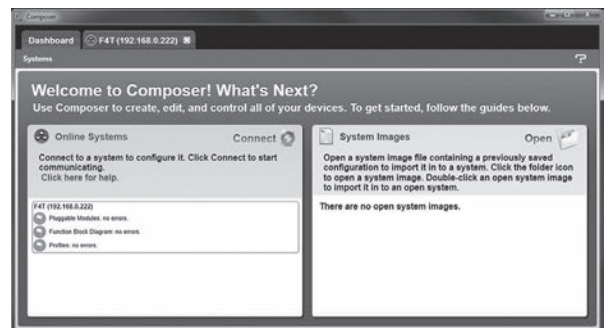 Composer
Dashboard
F4T (192.168.0.222)
Systems
?
Welcome to Composer! What's Next?
Use Composer to create, edit, and control all of your devices. To get started, follow the guides below.
Online Systems
Connect
Connect to a system to configure it. Click Connect to start
communicating.
Click here for help.
F4T (192.168.0.222)
Pluggable Modules: no errors.
Function Block Diagram: no errors.
Profiles: no errors.
System Images
Open
Open a system image file containing a previously saved
configuration to import it in to a system. Click the folder icon
to open a system image. Double-click an open system image
to import it in to an open system.
There are no open system images.